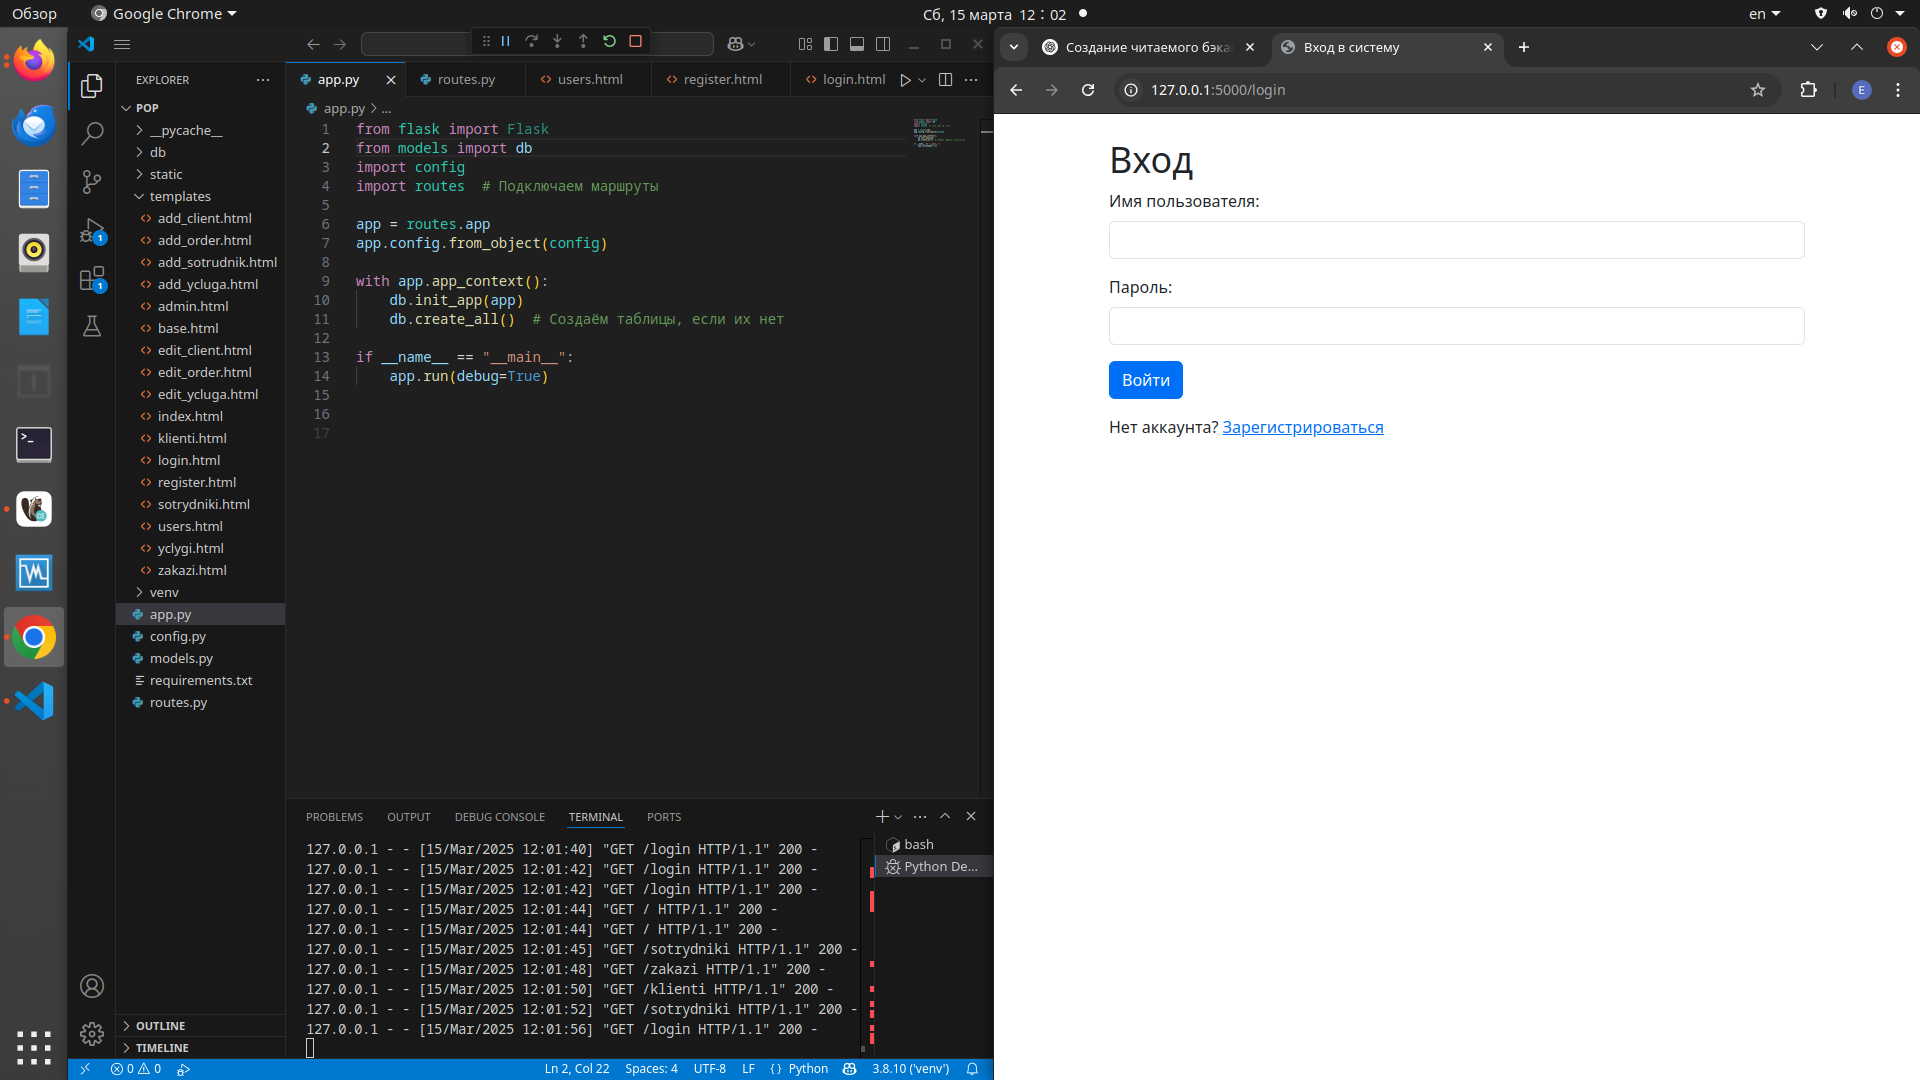 Обзор
Google Chrome
Сб, 15 марта 12:02
en
EXPLORER
POP
__pycache__
db
static
templates
add_client.html
add_order.html
add_sotrudnik.html
add_ycluga.html
admin.html
base.html
edit_client.html
edit_order.html
edit_ycluga.html
index.html
klienti.html
login.html
register.html
sotrydniki.html
users.html
yclygi.html
zakazi.html
venv
app.py
config.py
models.py
requirements.txt
routes.py
OUTLINE
TIMELINE
1
1
app.py
routes.py
users.html
register.html
login.html
app.py > ...
1 from flask import Flask
2 from models import db
3 import config
4 import routes # Подключаем маршруты
5
6 app = routes.app
7 app.config.from_object(config)
8
9 with app.app_context():
10 db.init_app(app)
11 db.create_all() # Создаём таблицы, если их нет
12
13 if __name__ == "__main__":
14 app.run(debug=True)
15
16
17
PROBLEMS OUTPUT DEBUG CONSOLE TERMINAL PORTS
127.0.0.1 - - [15/Mar/2025 12:01:40] "GET /login HTTP/1.1" 200 -
127.0.0.1 - - [15/Mar/2025 12:01:42] "GET /login HTTP/1.1" 200 -
127.0.0.1 - - [15/Mar/2025 12:01:42] "GET /login HTTP/1.1" 200 -
127.0.0.1 - - [15/Mar/2025 12:01:44] "GET / HTTP/1.1" 200 -
127.0.0.1 - - [15/Mar/2025 12:01:44] "GET / HTTP/1.1" 200 -
127.0.0.1 - - [15/Mar/2025 12:01:45] "GET /sotrydniki HTTP/1.1" 200 -
127.0.0.1 - - [15/Mar/2025 12:01:48] "GET /zakazi HTTP/1.1" 200 -
127.0.0.1 - - [15/Mar/2025 12:01:50] "GET /klienti HTTP/1.1" 200 -
127.0.0.1 - - [15/Mar/2025 12:01:52] "GET /sotrydniki HTTP/1.1" 200 -
127.0.0.1 - - [15/Mar/2025 12:01:56] "GET /login HTTP/1.1" 200 -
bash
Python De...
0 0
Ln 2, Col 22 Spaces: 4 UTF-8 LF {} Python 3.8.10 ('venv')
Создание читаемого бэка
Вход в систему
127.0.0.1:5000/login
E
Вход
Имя пользователя:
Пароль:
Войти
Нет аккаунта? Зарегистрироваться